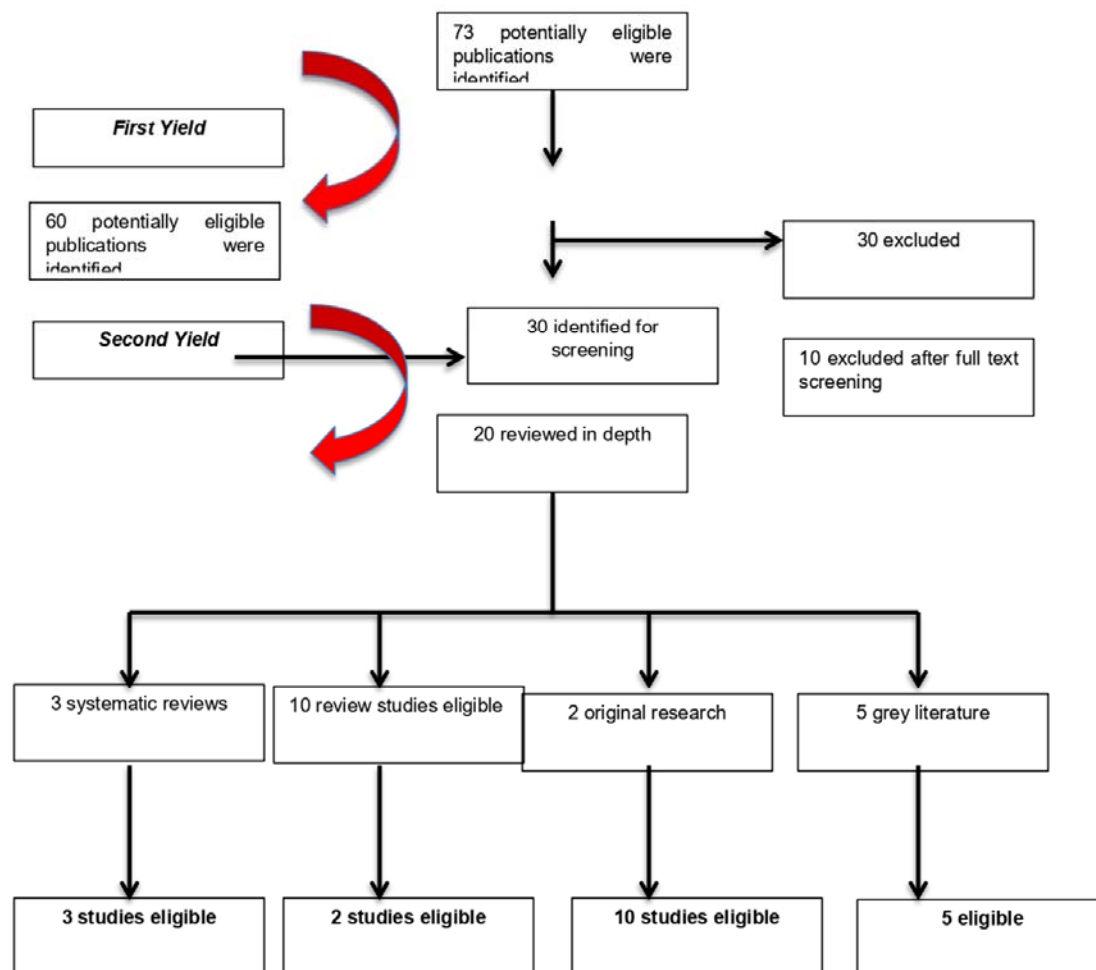 73 potentially eligible
publications were
identified
First Yield
60 potentially eligible
publications were
identified
30 excluded
Second Yield
30 identified for
screening
10 excluded after full text
screening
20 reviewed in depth
3 systematic reviews
10 review studies eligible
2 original research
5 grey literature
3 studies eligible
2 studies eligible
10 studies eligible
5 eligible